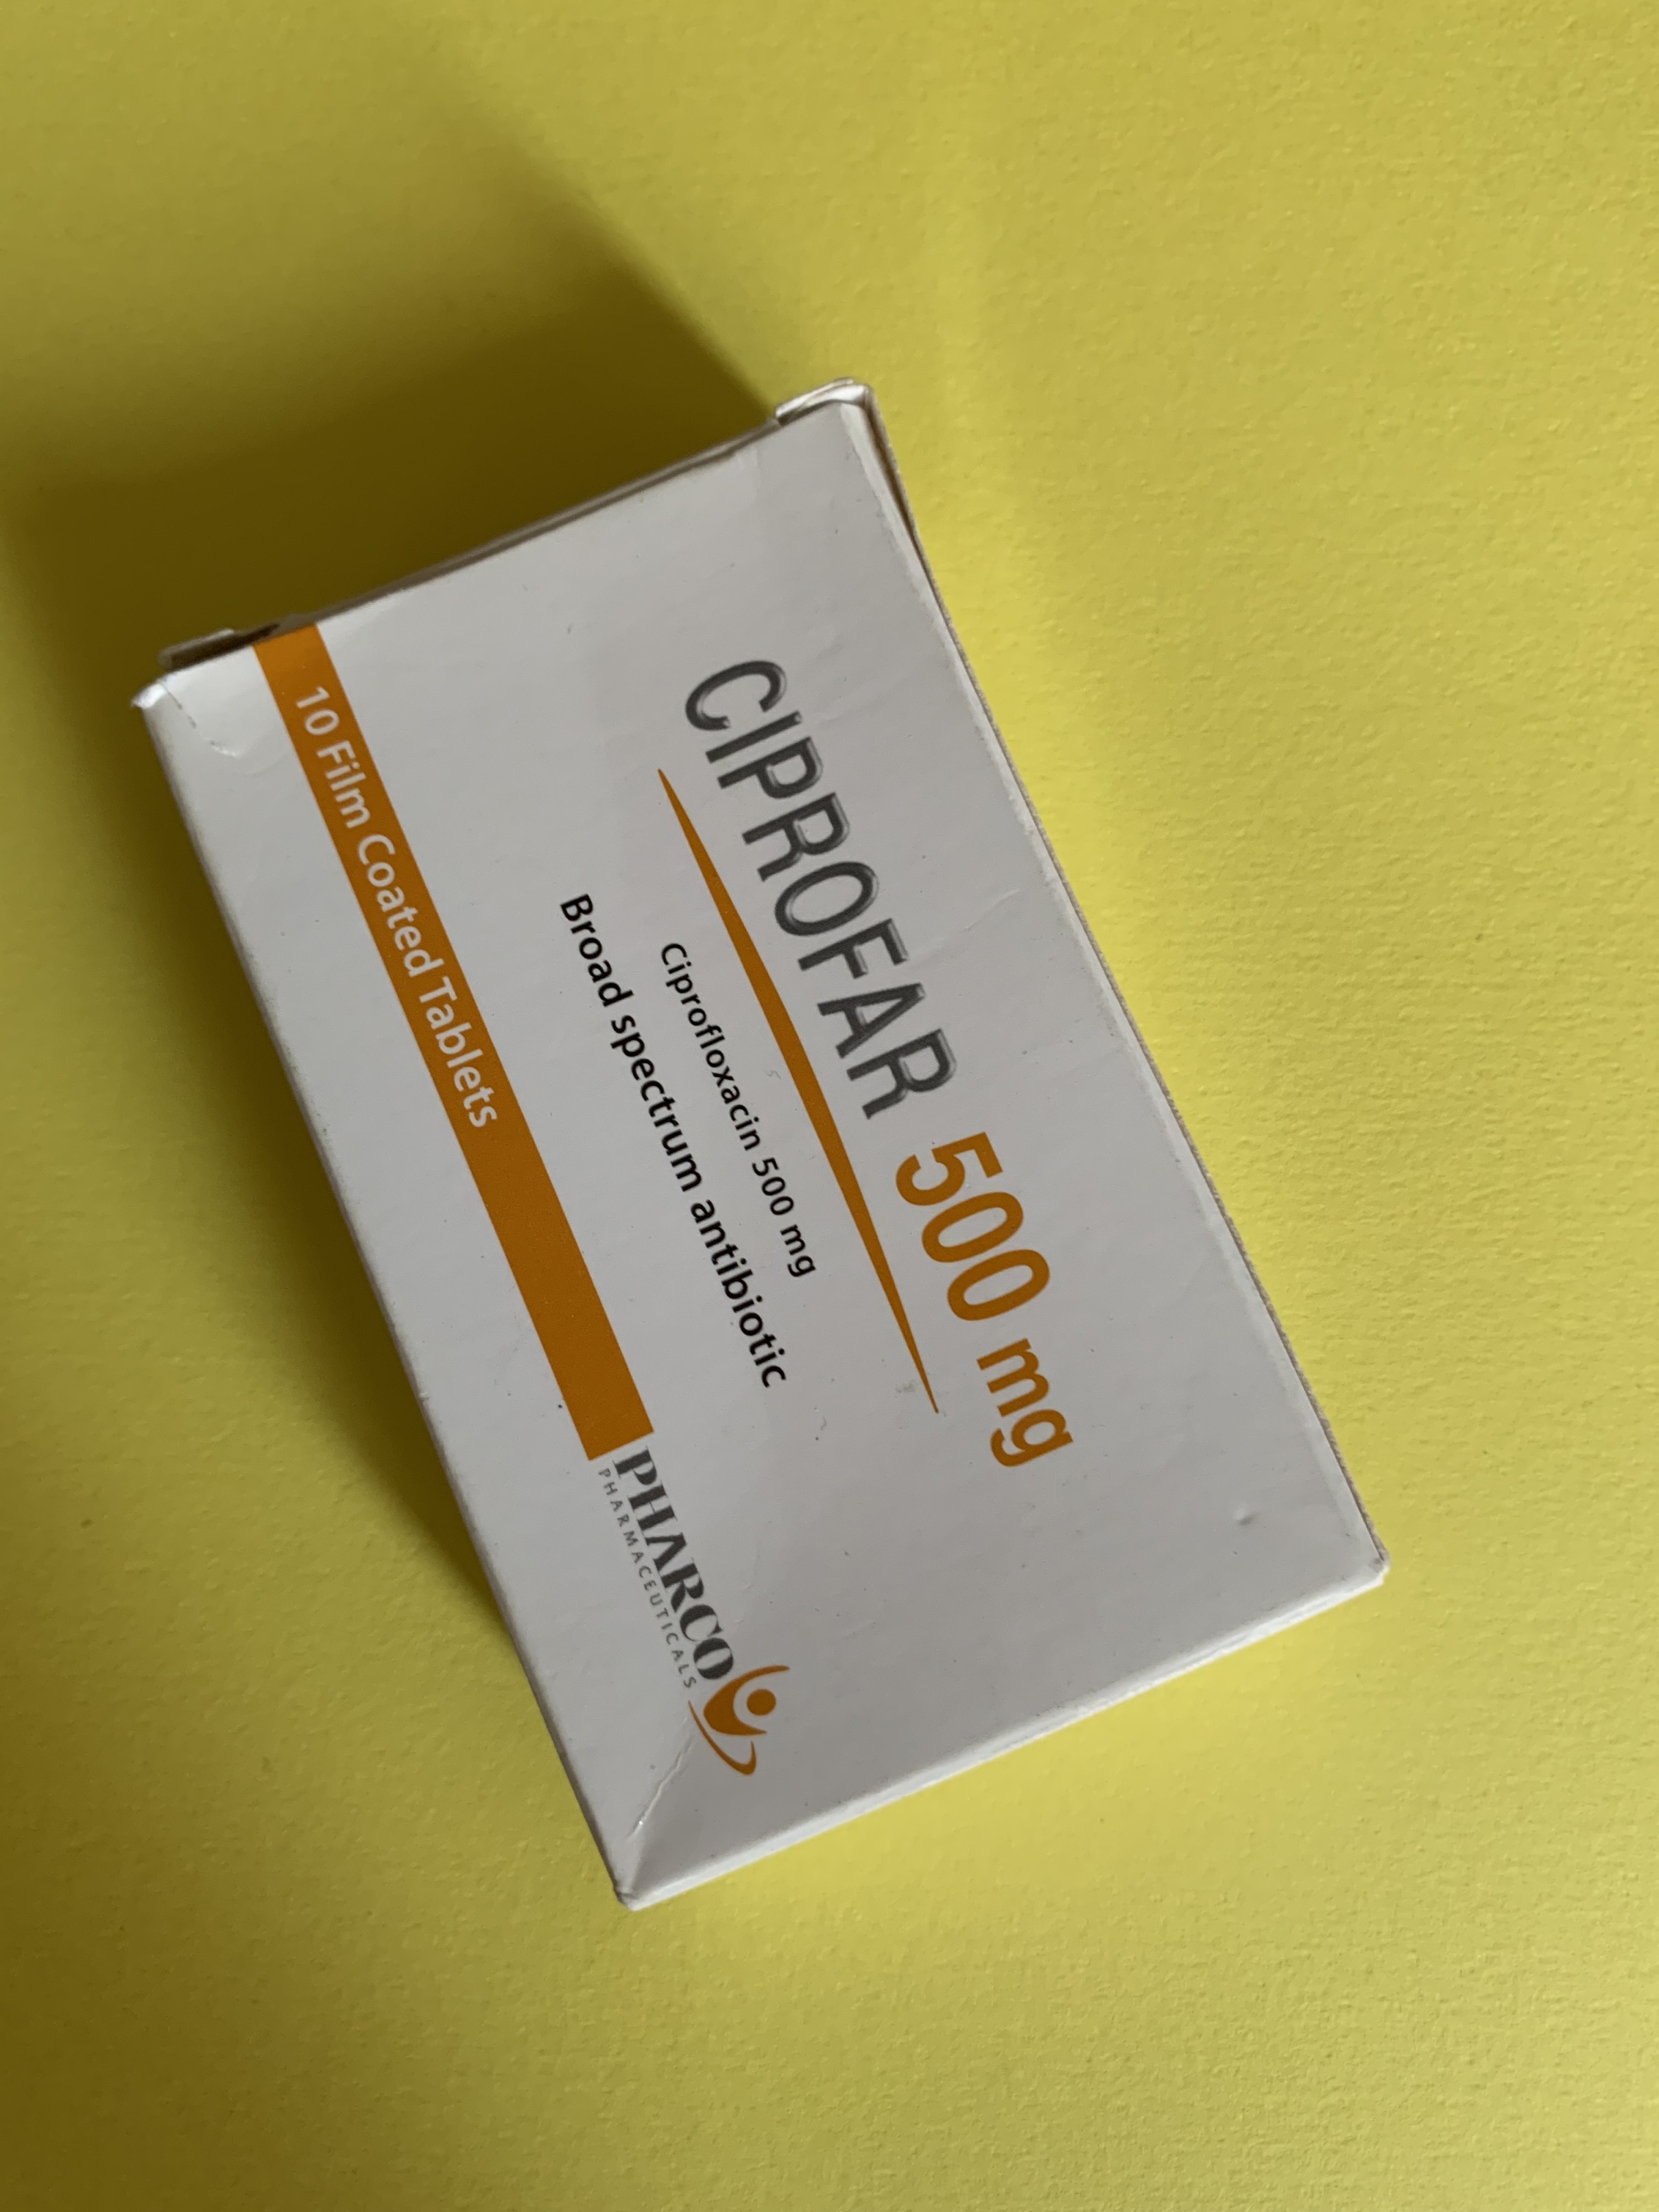 CIPROFAR 500 mg
Ciprofloxacin 500 mg
Broad spectrum antibiotic
10 Film Coated Tablets
PHARCO
PHARMACEUTICALS